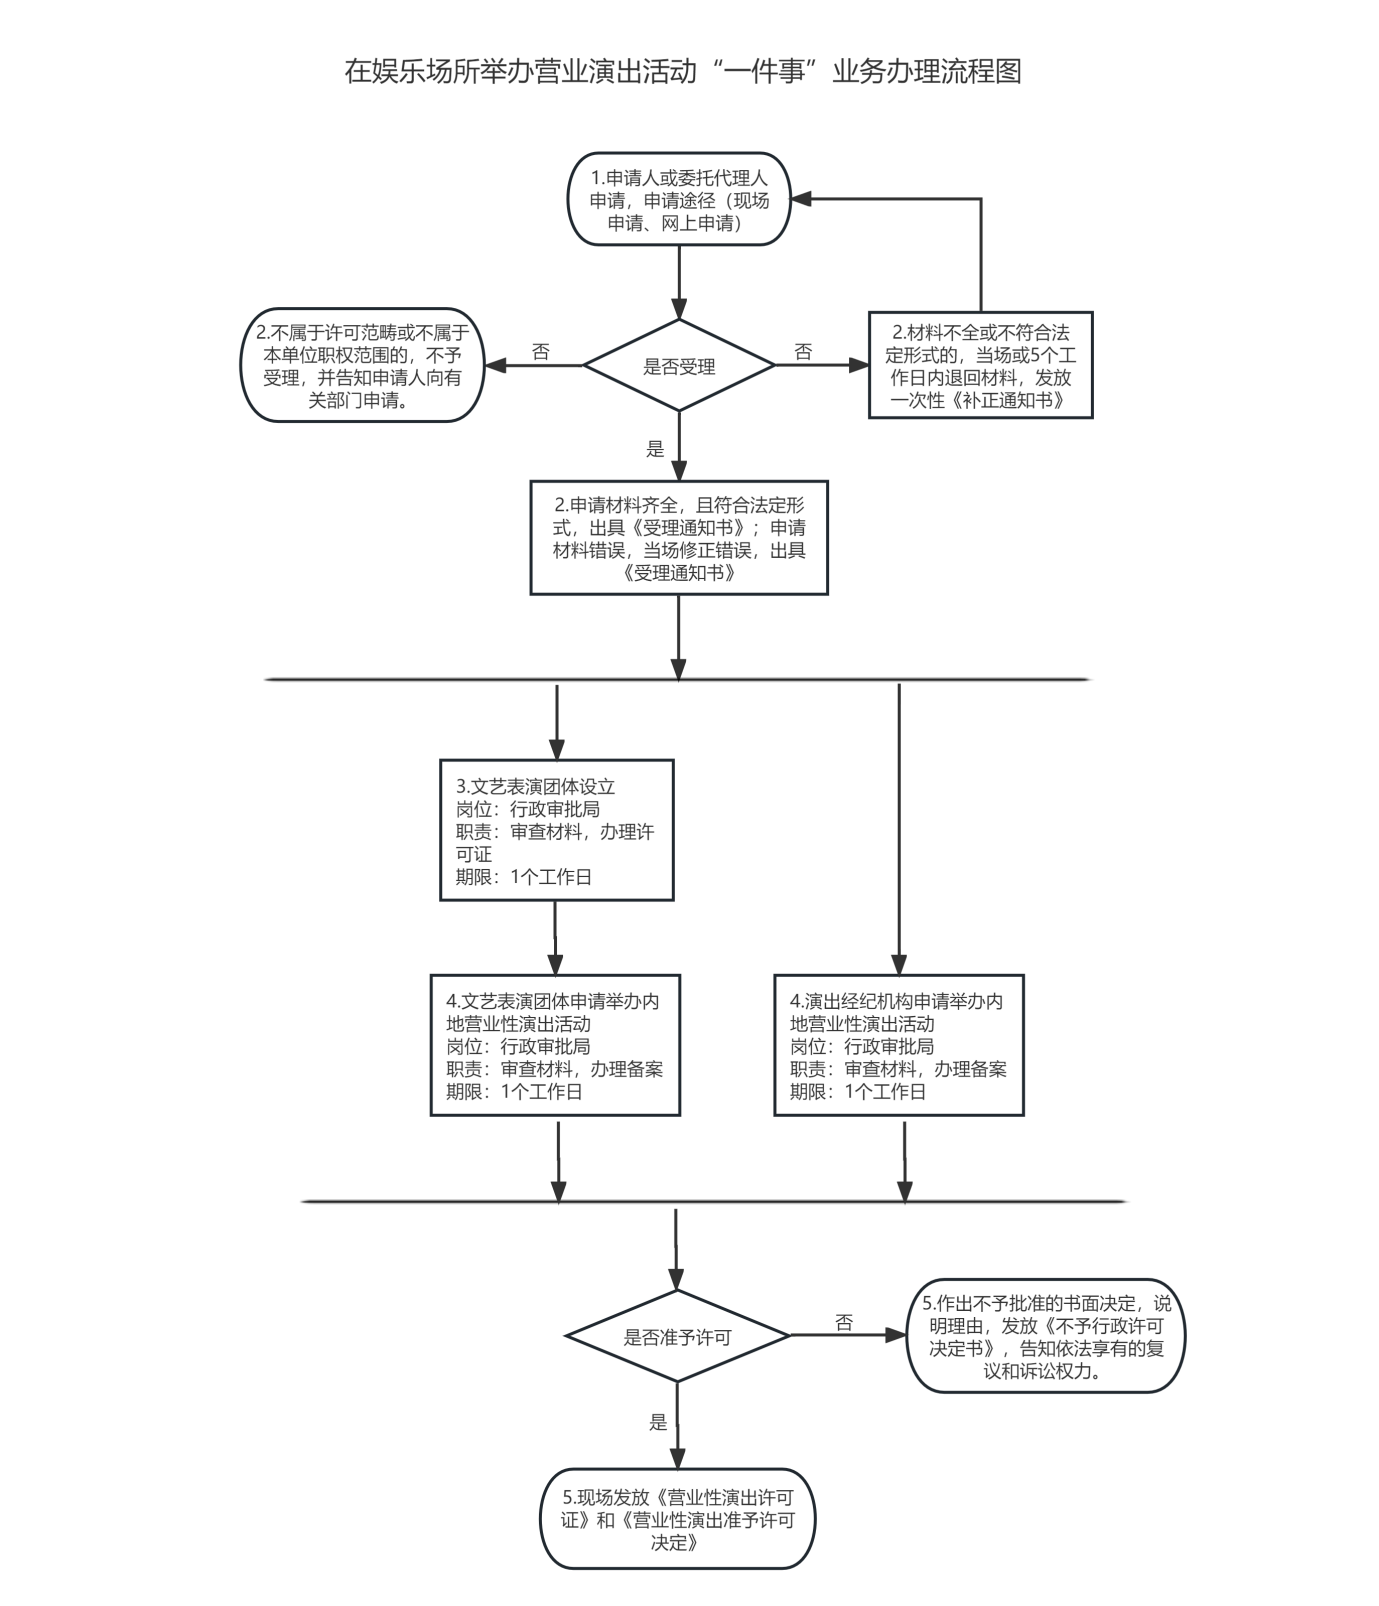 在娱乐场所举办营业演出活动“一件事”业务办理流程图
1.申请人或委托代理人
申请，申请途径（现场
申请、网上申请）
2.不属于许可范畴或不属于
本单位职权范围的，不予
受理，并告知申请人向有
关部门申请。
否
是否受理
否
2.材料不全或不符合法
定形式的，当场或5个工
作日内退回材料，发放
一次性《补正通知书》
是
2.申请材料齐全，且符合法定形
式，出具《受理通知书》；申请
材料错误，当场修正错误，出具
《受理通知书》
3.文艺表演团体设立
岗位：行政审批局
职责：审查材料，办理许
可证
期限：1个工作日
4.文艺表演团体申请举办内
地营业性演出活动
岗位：行政审批局
职责：审查材料，办理备案
期限：1个工作日
4.演出经纪机构申请举办内
地营业性演出活动
岗位：行政审批局
职责：审查材料，办理备案
期限：1个工作日
是否准予许可
否
5.作出不予批准的书面决定，说
明理由，发放《不予行政许可
决定书》，告知依法享有的复
议和诉讼权力。
是
5.现场发放《营业性演出许可
证》和《营业性演出准予许可
决定》